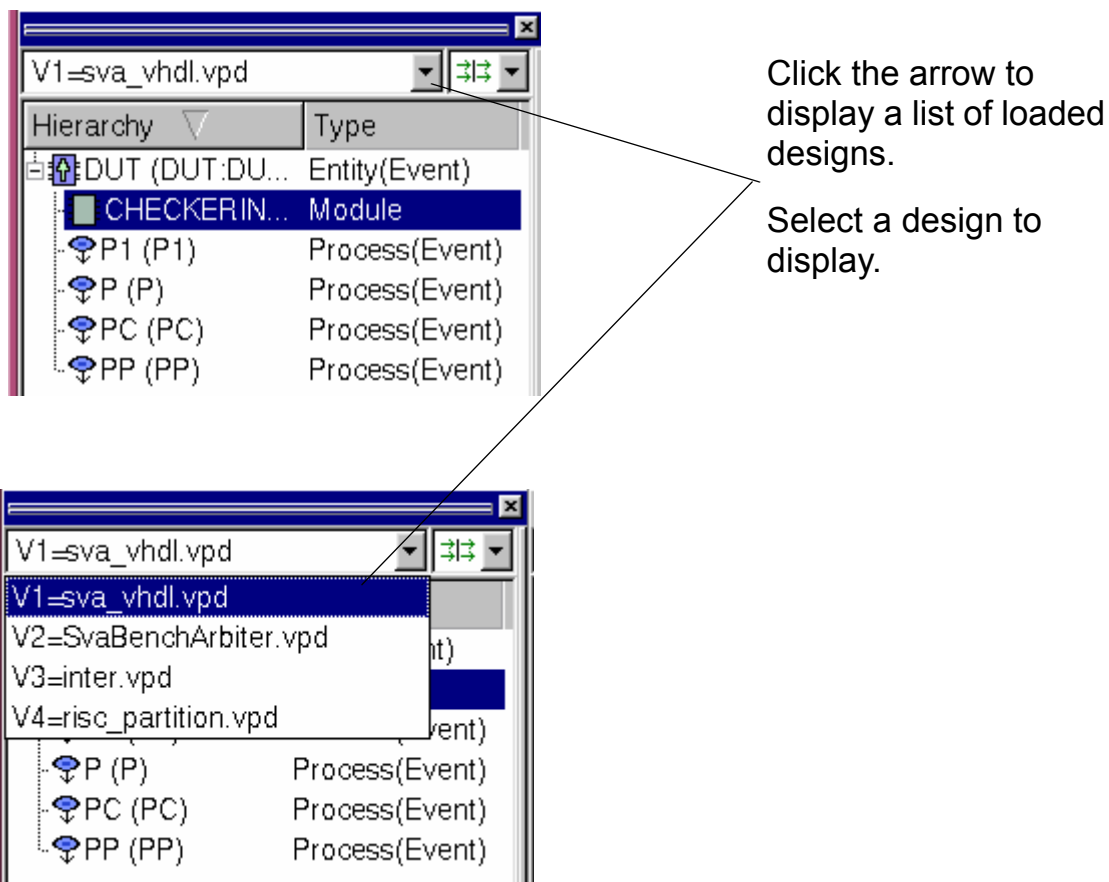 V1=sva_vhdl.vpd
Hierarchy Type
DUT (DUT:DU... Entity(Event)
CHECKERIN... Module
P1 (P1) Process(Event)
P (P) Process(Event)
PC (PC) Process(Event)
PP (PP) Process(Event)
Click the arrow to
display a list of loaded
designs.
Select a design to
display.
V1=sva_vhdl.vpd
V1=sva_vhdl.vpd
V2=SvaBenchArbiter.vpd
nt)
V3=inter.vpd
V4=risc_partition.vpd
vent)
P (P) Process(Event)
PC (PC) Process(Event)
PP (PP) Process(Event)